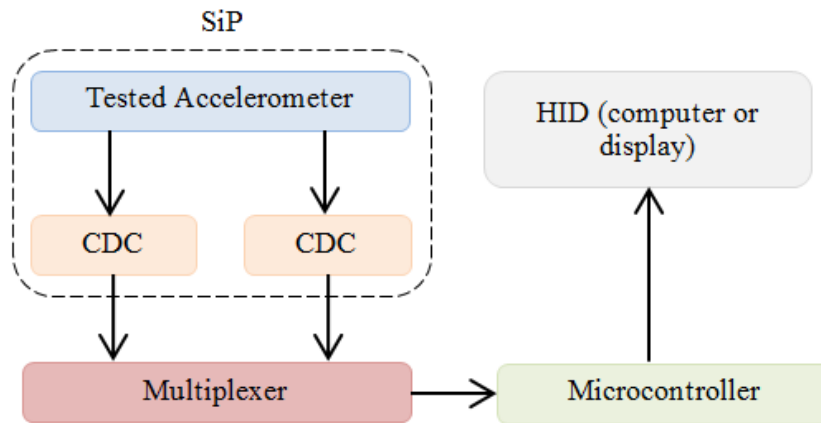 SiP
Tested Accelerometer
HID (computer or
display)
CDC
CDC
Multiplexer
Microcontroller